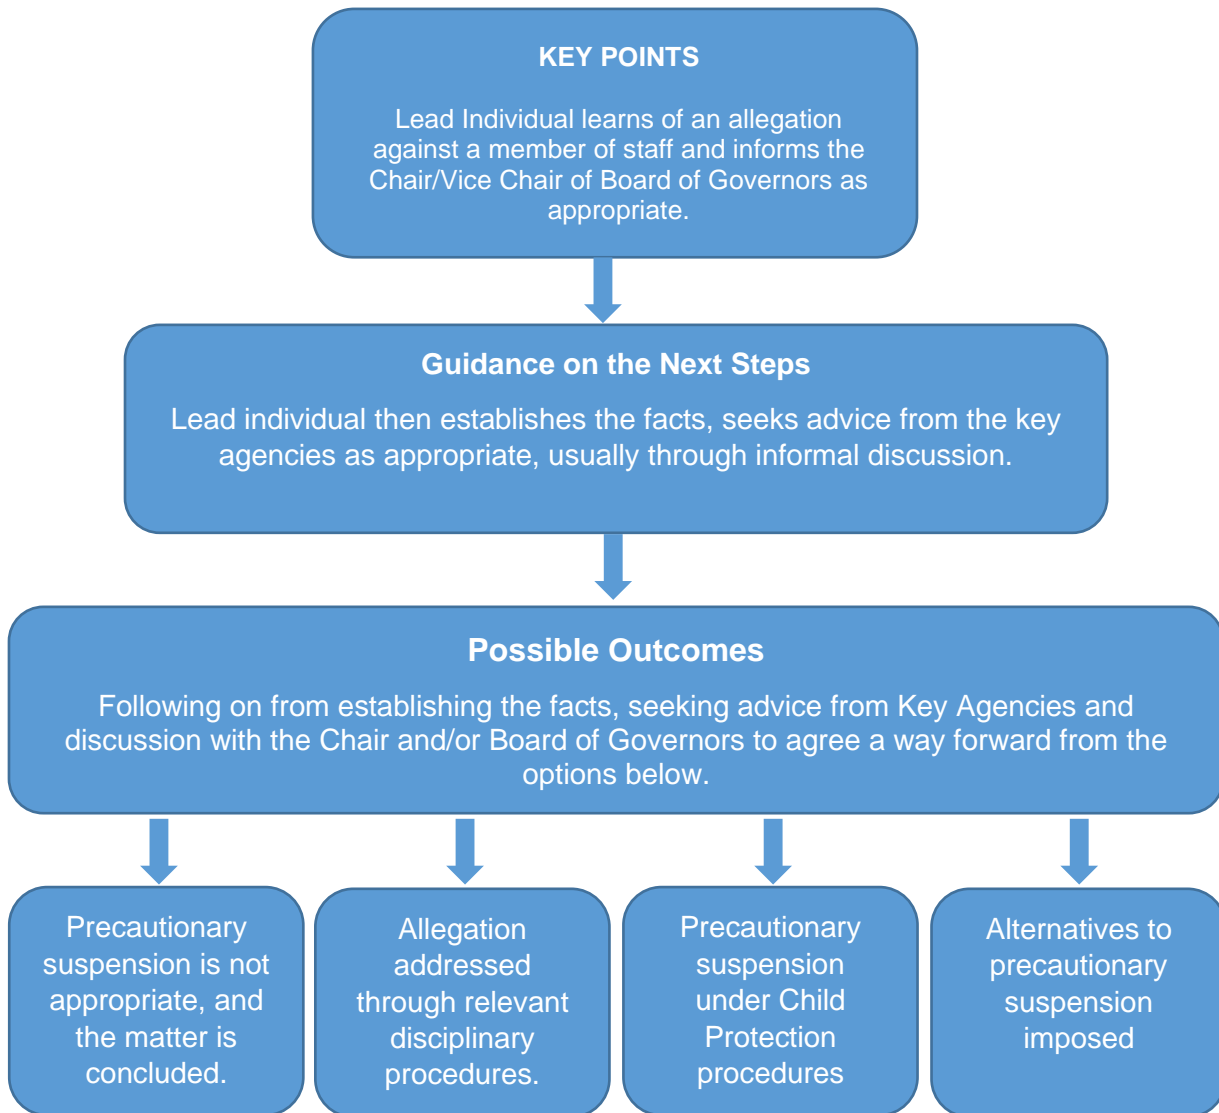 KEY POINTS
Lead Individual learns of an allegation
against a member of staff and informs the
Chair/Vice Chair of Board of Governors as
appropriate.
Guidance on the Next Steps
Lead individual then establishes the facts, seeks advice from the key
agencies as appropriate, usually through informal discussion.
Possible Outcomes
Following on from establishing the facts, seeking advice from Key Agencies and
discussion with the Chair and/or Board of Governors to agree a way forward from the
options below.
Precautionary
suspension is not
appropriate, and
the matter is
concluded.
Allegation
addressed
through relevant
disciplinary
procedures.
Precautionary
suspension
under Child
Protection
procedures
Alternatives to
precautionary
suspension
imposed